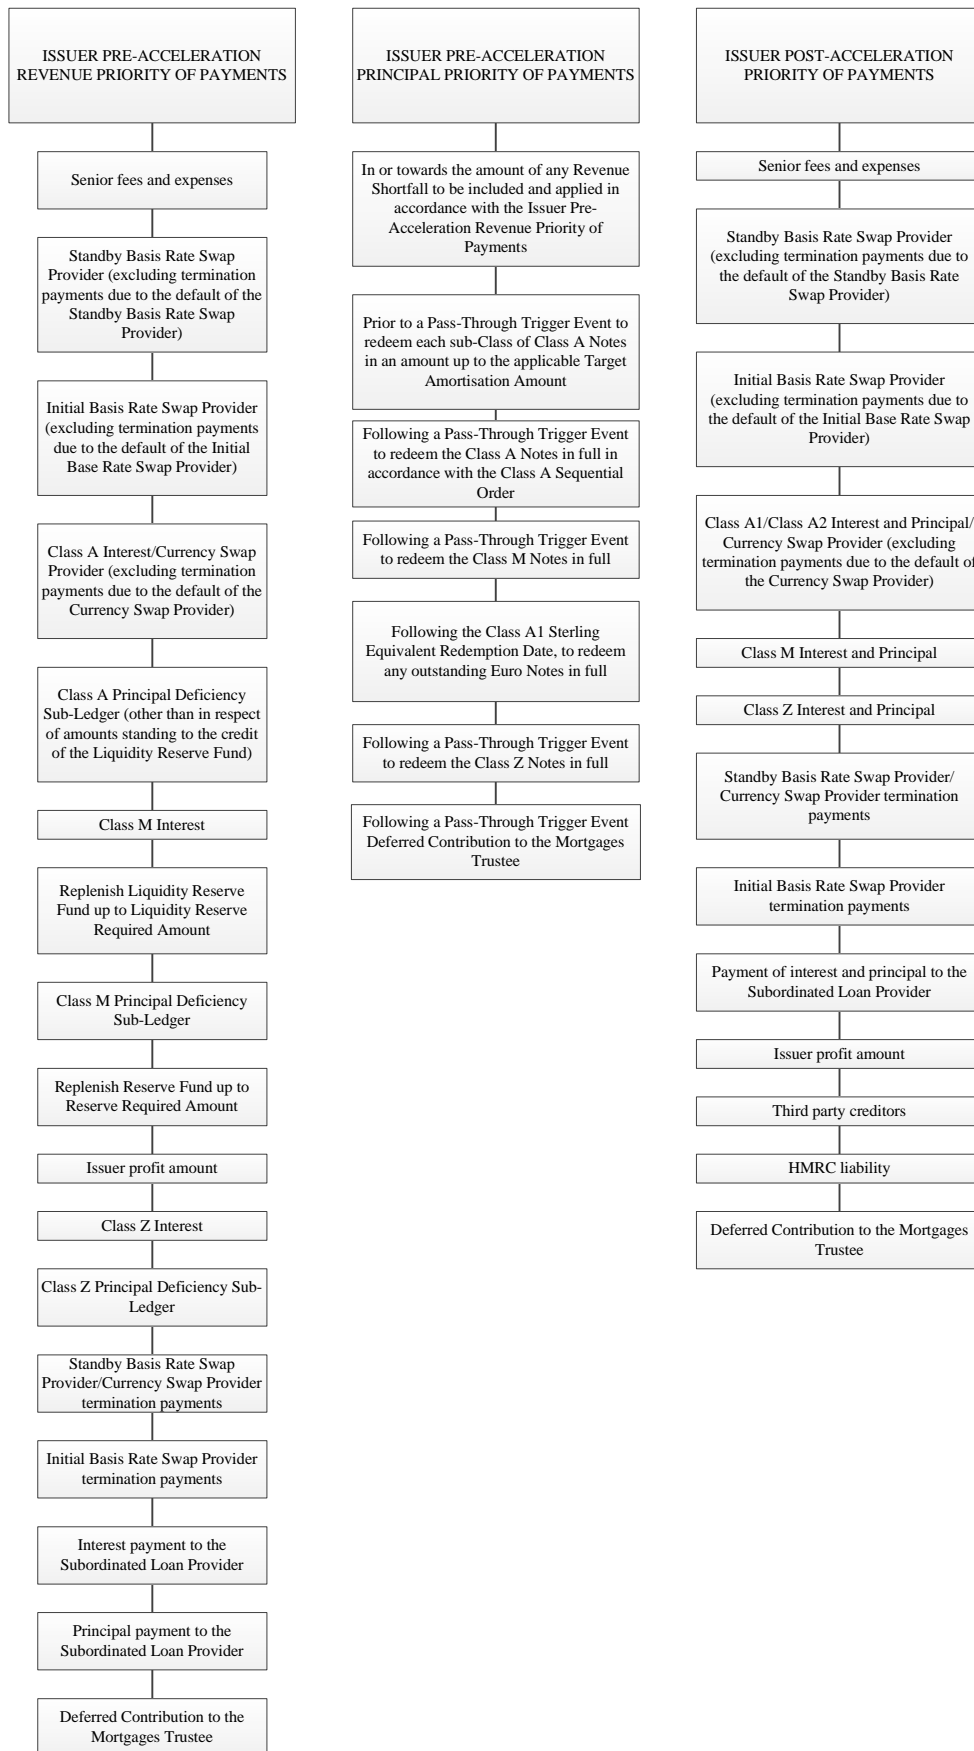 ISSUER PRE-ACCELERATION
REVENUE PRIORITY OF PAYMENTS
Senior fees and expenses
Standby Basis Rate Swap
Provider (excluding termination
payments due to the default of the
Standby Basis Rate Swap
Provider)
Initial Basis Rate Swap Provider
(excluding termination payments
due to the default of the Initial
Base Rate Swap Provider)
Class A Interest/Currency Swap
Provider (excluding termination
payments due to the default of the
Currency Swap Provider)
Class A Principal Deficiency
Sub-Ledger (other than in respect
of amounts standing to the credit
of the Liquidity Reserve Fund)
Class M Interest
Replenish Liquidity Reserve
Fund up to Liquidity Reserve
Required Amount
Class M Principal Deficiency
Sub-Ledger
Replenish Reserve Fund up to
Reserve Required Amount
Issuer profit amount
Class Z Interest
Class Z Principal Deficiency Sub-
Ledger
Standby Basis Rate Swap
Provider/Currency Swap Provider
termination payments
Initial Basis Rate Swap Provider
termination payments
Interest payment to the
Subordinated Loan Provider
Principal payment to the
Subordinated Loan Provider
Deferred Contribution to the
Mortgages Trustee
ISSUER PRE-ACCELERATION
PRINCIPAL PRIORITY OF PAYMENTS
In or towards the amount of any Revenue
Shortfall to be included and applied in
accordance with the Issuer Pre-
Acceleration Revenue Priority of
Payments
Prior to a Pass-Through Trigger Event to
redeem each sub-Class of Class A Notes
in an amount up to the applicable Target
Amortisation Amount
Following a Pass-Through Trigger Event
to redeem the Class A Notes in full in
accordance with the Class A Sequential
Order
Following a Pass-Through Trigger Event
to redeem the Class M Notes in full
Following the Class A1 Sterling
Equivalent Redemption Date, to redeem
any outstanding Euro Notes in full
Following a Pass-Through Trigger Event
to redeem the Class Z Notes in full
Following a Pass-Through Trigger Event
Deferred Contribution to the Mortgages
Trustee
ISSUER POST-ACCELERATION
PRIORITY OF PAYMENTS
Senior fees and expenses
Standby Basis Rate Swap Provider
(excluding termination payments due to
the default of the Standby Basis Rate
Swap Provider)
Initial Basis Rate Swap Provider
(excluding termination payments due to
the default of the Initial Base Rate Swap
Provider)
Class A1/Class A2 Interest and Principal/
Currency Swap Provider (excluding
termination payments due to the default of
the Currency Swap Provider)
Class M Interest and Principal
Class Z Interest and Principal
Standby Basis Rate Swap Provider/
Currency Swap Provider termination
payments
Initial Basis Rate Swap Provider
termination payments
Payment of interest and principal to the
Subordinated Loan Provider
Issuer profit amount
Third party creditors
HMRC liability
Deferred Contribution to the Mortgages
Trustee